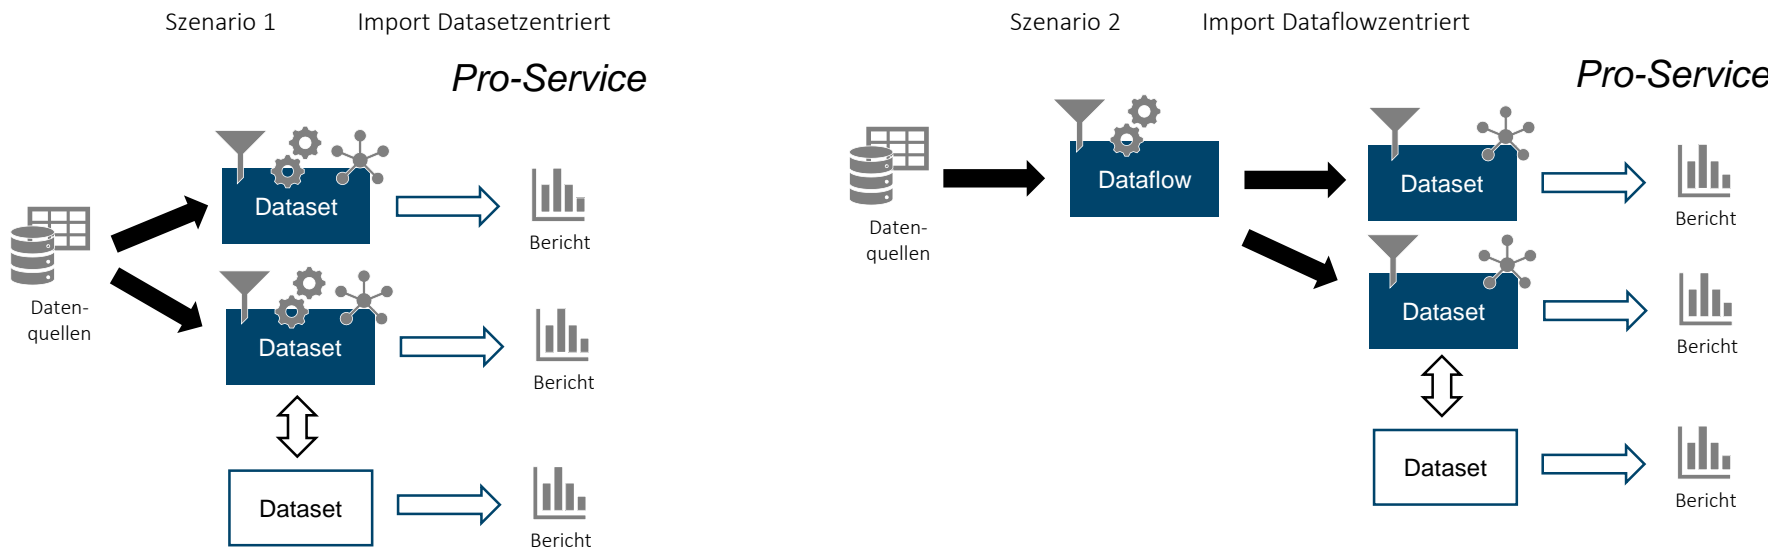 Szenario 1
Import Datasetzentriert
Pro-Service
Dataset
Bericht
Daten-
quellen
Dataset
Bericht
Dataset
Bericht
Szenario 2
Import Dataflowzentriert
Pro-Service
Daten-
quellen
Dataflow
Dataset
Bericht
Dataset
Bericht
Dataset
Bericht